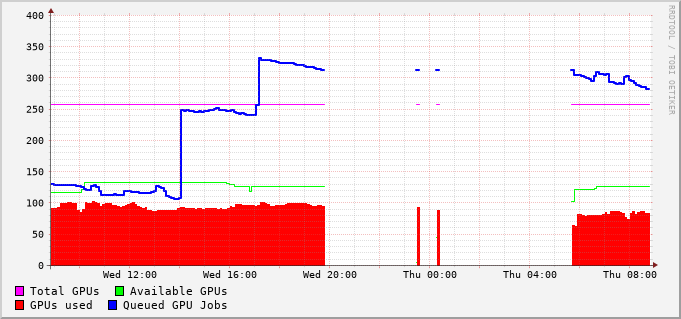 400
350
300
250
200
150
100
50
0
Wed 12:00 Wed 16:00 Wed 20:00 Thu 00:00 Thu 04:00 Thu 08:00
Total GPUs Available GPUs
GPUs used Queued GPU Jobs
RRDTOOL / TOBI OETIKER